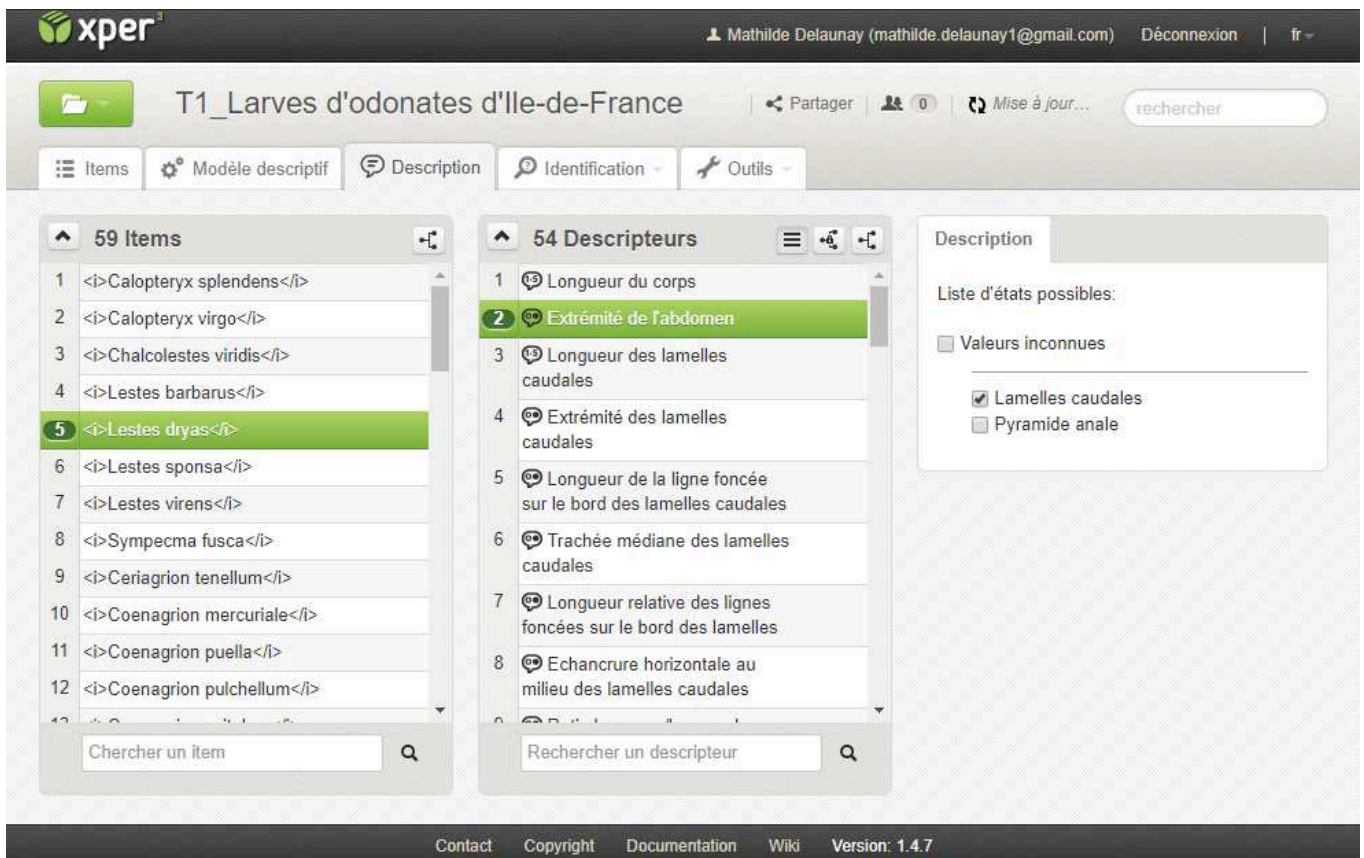 xper³
Mathilde Delaunay (mathilde.delaunay1@gmail.com) Déconnexion | fr
T1_Larves d'odonates d'Ile-de-France
Partager 0 Mise à jour... rechercher
Items Modèle descriptif Description Identification Outils
59 Items
1 <i>Calopteryx splendens</i>
2 <i>Calopteryx virgo</i>
3 <i>Chalcolestes viridis</i>
4 <i>Lestes barbarus</i>
5 <i>Lestes dryas</i>
6 <i>Lestes sponsa</i>
7 <i>Lestes virens</i>
8 <i>Sympecma fusca</i>
9 <i>Ceriagrion tenellum</i>
10 <i>Coenagrion mercuriale</i>
11 <i>Coenagrion puella</i>
12 <i>Coenagrion pulchellum</i>
Chercher un item
54 Descripteurs
1 Longueur du corps
2 Extrémité de l'abdomen
3 Longueur des lamelles
caudales
4 Extrémité des lamelles
caudales
5 Longueur de la ligne foncée
sur le bord des lamelles caudales
6 Trachée médiane des lamelles
caudales
7 Longueur relative des lignes
foncées sur le bord des lamelles
8 Echancrure horizontale au
milieu des lamelles caudales
Rechercher un descripteur
Description
Liste d'états possibles:
Valeurs inconnues
Lamelles caudales
Pyramide anale
Contact Copyright Documentation Wiki Version: 1.4.7